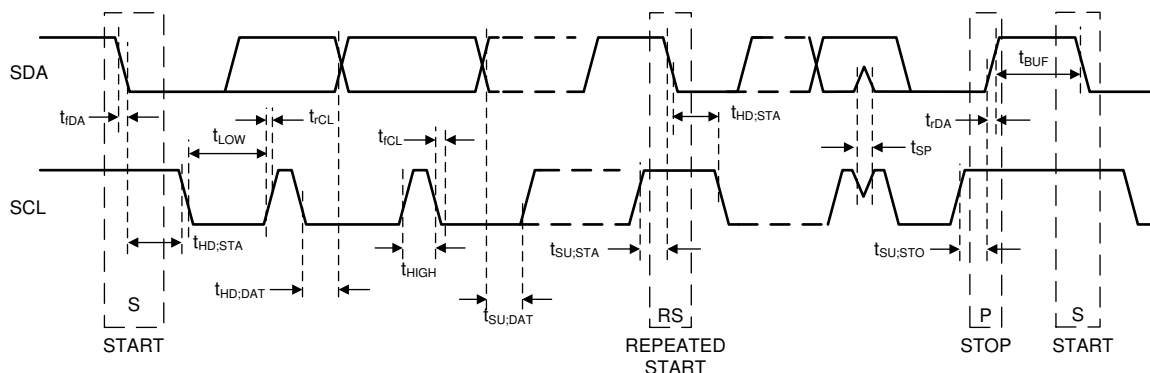 SDA
t_BUF
t_fDA
t_LOW
t_rCL
t_fCL
t_HD;STA
t_rDA
t_SP
SCL
t_HD;STA
t_HIGH
t_SU;STA
t_SU;STO
t_HD;DAT
t_SU;DAT
S
RS
P
S
START
REPEATED
START
STOP
START